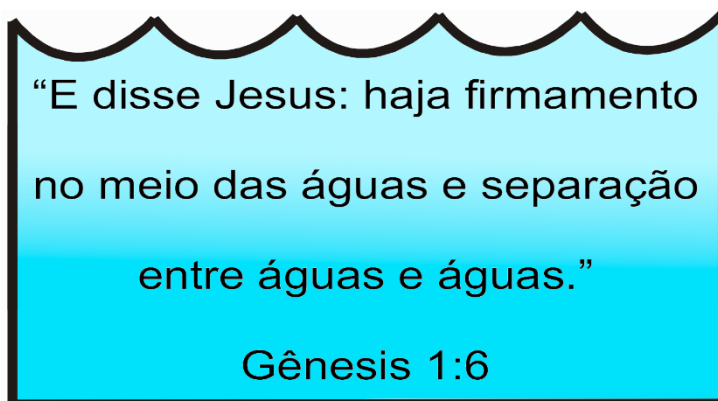 “E disse Jesus: haja firmamento
no meio das águas e separação
entre águas e águas.”
Gênesis 1:6